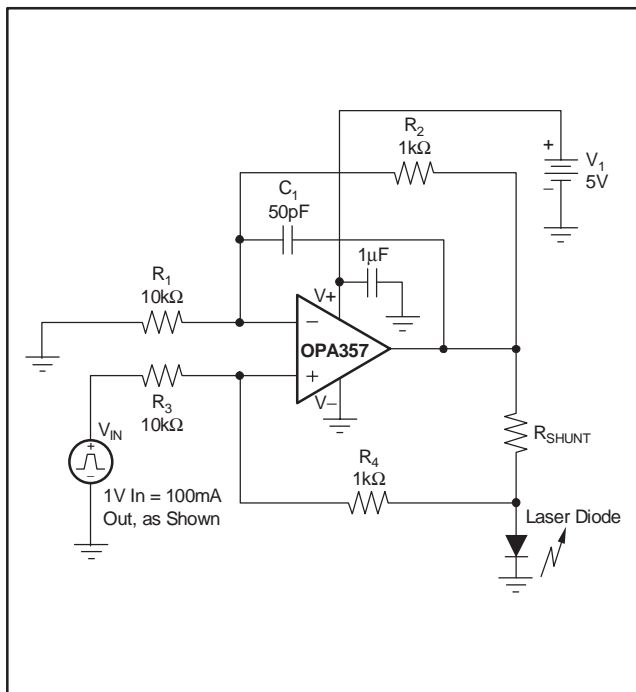 R2
1kΩ
+
V1
5V
–
C1
50pF
1µF
R1
10kΩ
V+
–
OPA357
+
V–
R3
10kΩ
VIN
+
–
1V In = 100mA
Out, as Shown
R4
1kΩ
RSHUNT
Laser Diode